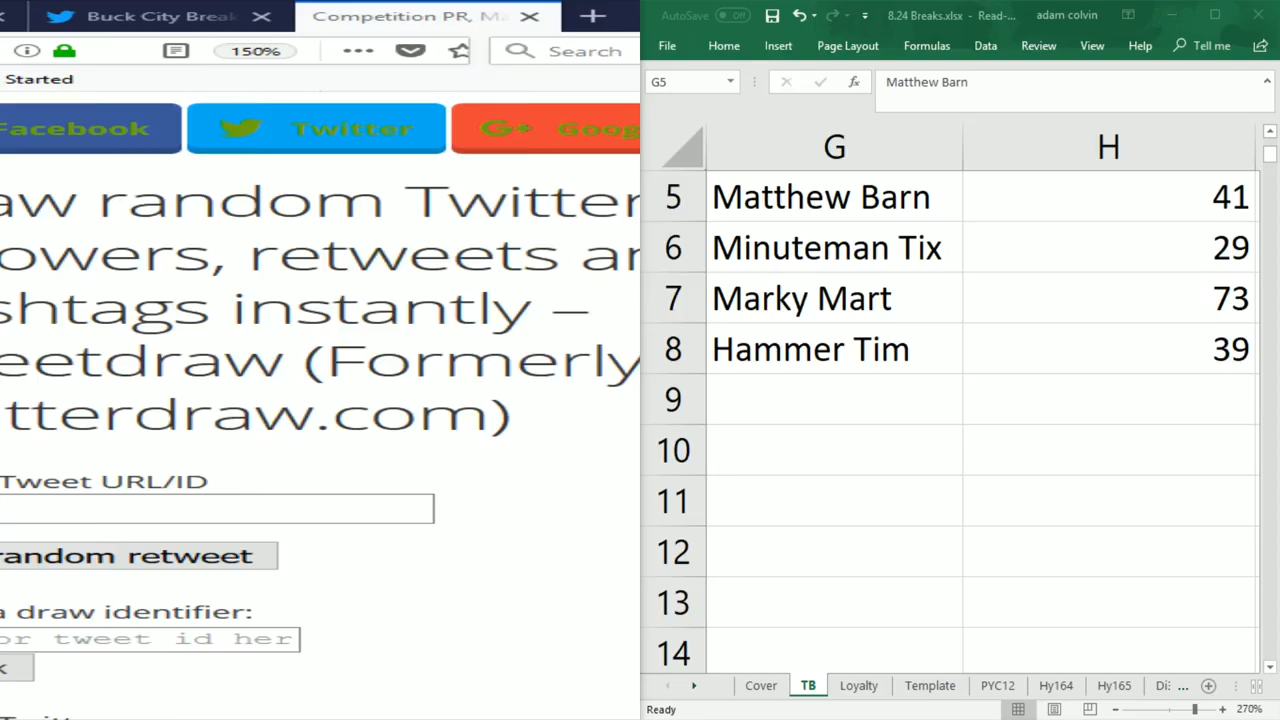 Buck City Break
Competition PR, Ma
150%
Search
Started
Facebook
Twitter
G+ Goog
aw random Twitter
owers, retweets a
shtags instantly –
eetdraw (Formerly
tterdraw.com)
Tweet URL/ID
random retweet
a draw identifier:
or tweet id her
k
AutoSave Off
8.24 Breaks.xlsx - Read-...
adam colvin
File Home Insert Page Layout Formulas Data Review View Help Tell me
G5
fx
Matthew Barn
G H
5 Matthew Barn 41
6 Minuteman Tix 29
7 Marky Mart 73
8 Hammer Tim 39
9
10
11
12
13
14
Cover TB Loyalty Template PYC12 Hy164 Hy165 Di: ...
Ready
270%